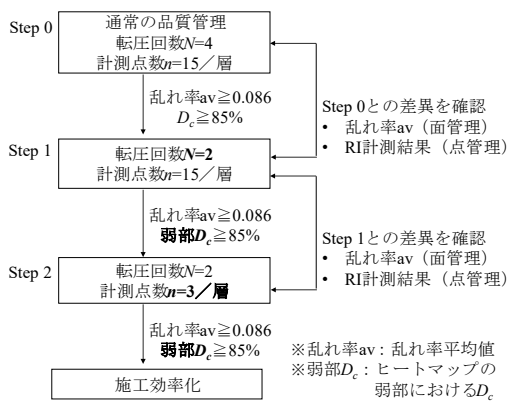 Step 0
通常の品質管理
転圧回数N=4
計測点数n=15／層
乱れ率av≧0.086
Dc≧85%
Step 0との差異を確認
• 乱れ率av（面管理）
• RI計測結果（点管理）
Step 1
転圧回数N=2
計測点数n=15／層
乱れ率av≧0.086
弱部Dc≧85%
Step 1との差異を確認
• 乱れ率av（面管理）
• RI計測結果（点管理）
Step 2
転圧回数N=2
計測点数n=3／層
乱れ率av≧0.086
弱部Dc≧85%
施工効率化
※乱れ率av：乱れ率平均値
※弱部Dc：ヒートマップの
弱部におけるDc